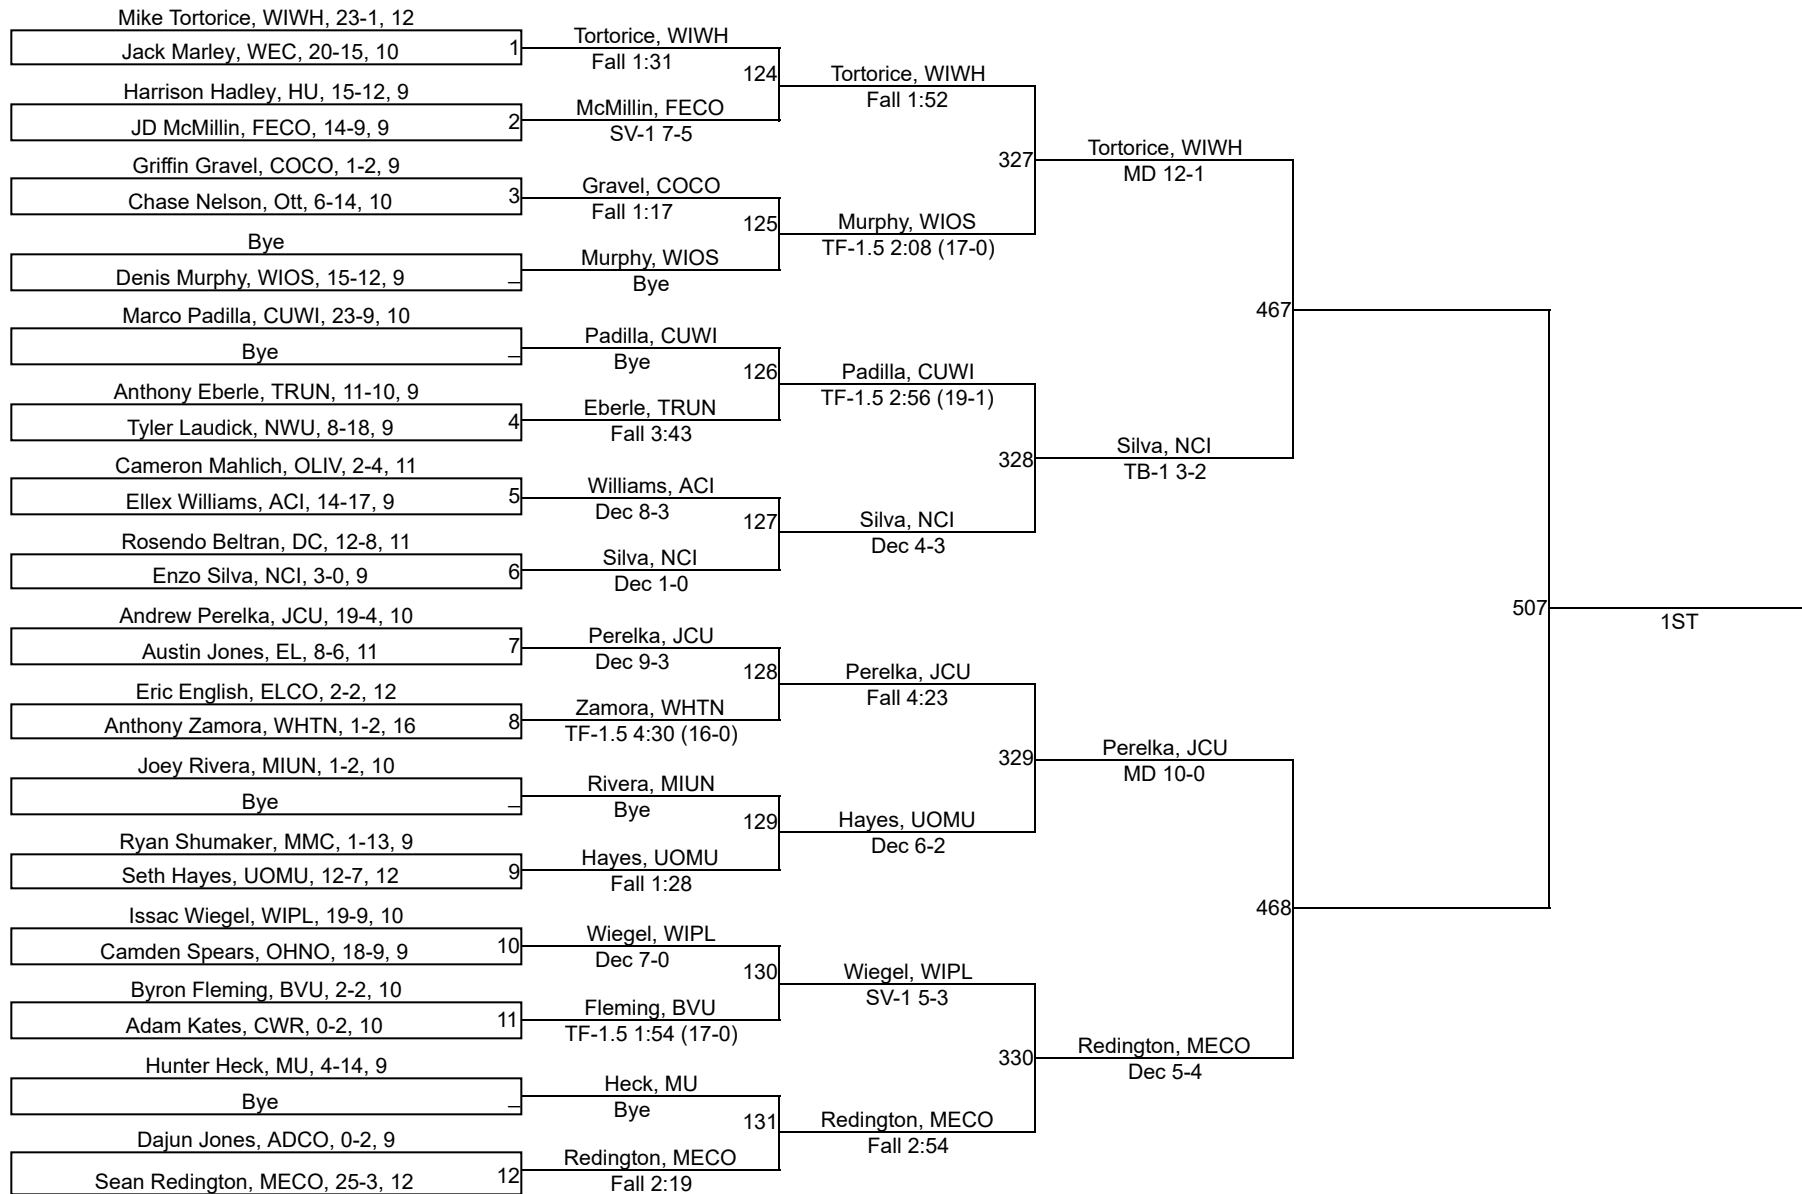 Mike Tortorice, WIWH, 23-1, 12
Jack Marley, WEC, 20-15, 10
1
Harrison Hadley, HU, 15-12, 9
JD McMillin, FECO, 14-9, 9
2
Griffin Gravel, COCO, 1-2, 9
Chase Nelson, Ott, 6-14, 10
3
Bye
Denis Murphy, WIOS, 15-12, 9
_
Marco Padilla, CUWI, 23-9, 10
Bye
_
Anthony Eberle, TRUN, 11-10, 9
Tyler Laudick, NWU, 8-18, 9
4
Cameron Mahlich, OLIV, 2-4, 11
Ellex Williams, ACI, 14-17, 9
5
Rosendo Beltran, DC, 12-8, 11
Enzo Silva, NCI, 3-0, 9
6
Andrew Perelka, JCU, 19-4, 10
Austin Jones, EL, 8-6, 11
7
Eric English, ELCO, 2-2, 12
Anthony Zamora, WHTN, 1-2, 16
8
Joey Rivera, MIUN, 1-2, 10
Bye
_
Ryan Shumaker, MMC, 1-13, 9
Seth Hayes, UOMU, 12-7, 12
9
Issac Wiegel, WIPL, 19-9, 10
Camden Spears, OHNO, 18-9, 9
10
Byron Fleming, BVU, 2-2, 10
Adam Kates, CWR, 0-2, 10
11
Hunter Heck, MU, 4-14, 9
Bye
_
Dajun Jones, ADCO, 0-2, 9
Sean Redington, MECO, 25-3, 12
12
Tortorice, WIWH
Fall 1:31
124
McMillin, FECO
SV-1 7-5
Gravel, COCO
Fall 1:17
125
Murphy, WIOS
Bye
Padilla, CUWI
Bye
126
Eberle, TRUN
Fall 3:43
Williams, ACI
Dec 8-3
127
Silva, NCI
Dec 1-0
Perelka, JCU
Dec 9-3
128
Zamora, WHTN
TF-1.5 4:30 (16-0)
Rivera, MIUN
Bye
129
Hayes, UOMU
Fall 1:28
Wiegel, WIPL
Dec 7-0
130
Fleming, BVU
TF-1.5 1:54 (17-0)
Heck, MU
Bye
131
Redington, MECO
Fall 2:19
Tortorice, WIWH
Fall 1:52
327
Murphy, WIOS
TF-1.5 2:08 (17-0)
Padilla, CUWI
TF-1.5 2:56 (19-1)
328
Silva, NCI
Dec 4-3
Perelka, JCU
Fall 4:23
329
Hayes, UOMU
Dec 6-2
Wiegel, WIPL
SV-1 5-3
330
Redington, MECO
Fall 2:54
Tortorice, WIWH
MD 12-1
467
Silva, NCI
TB-1 3-2
Perelka, JCU
MD 10-0
468
Redington, MECO
Dec 5-4
507
1ST